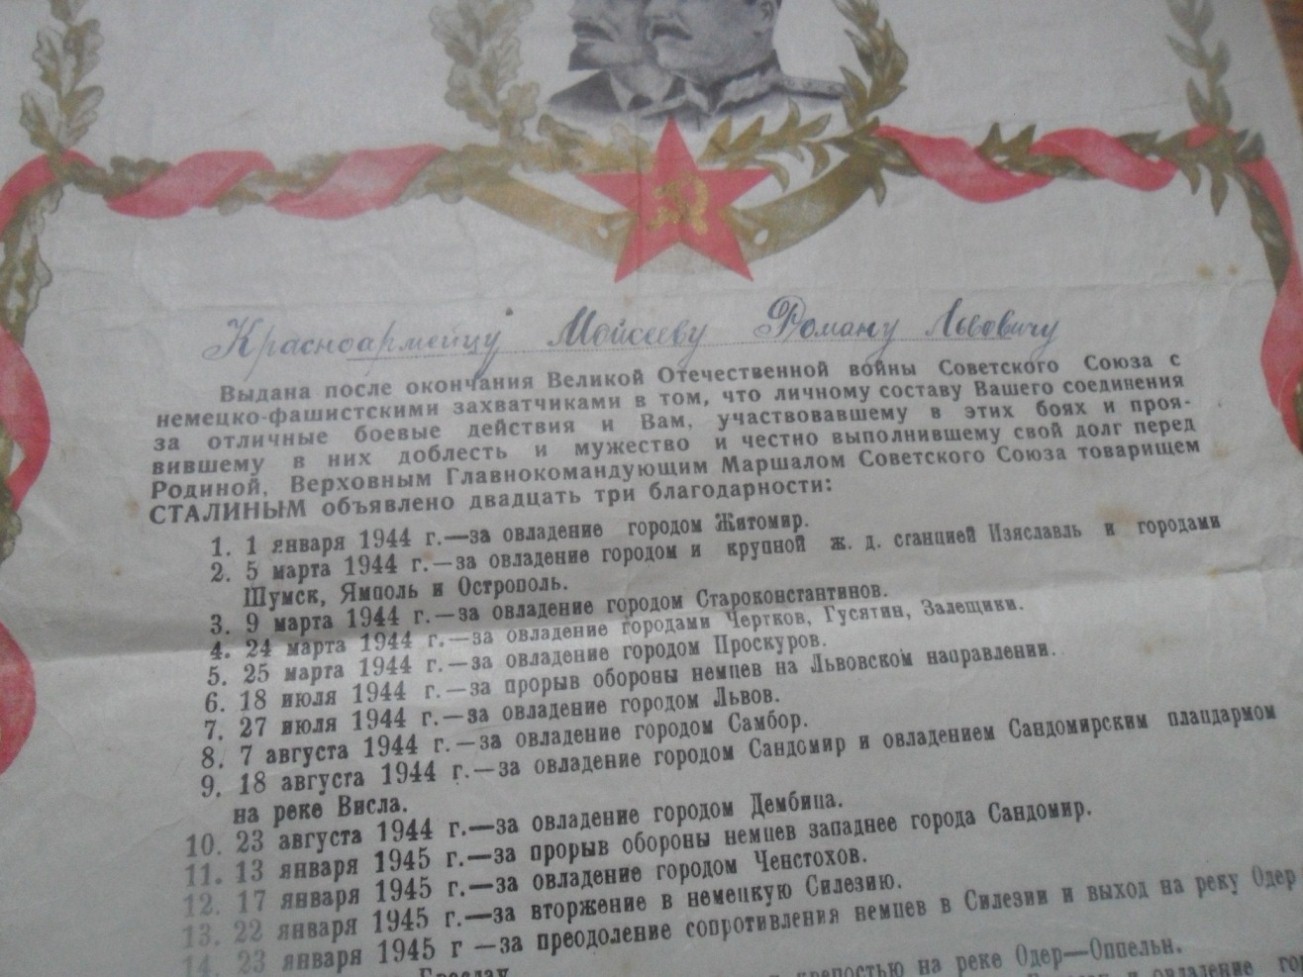 Красноармейцу Мойсееву Роману Львовичу
Выдана после окончания Великой Отечественной войны Советского Союза с
немецко-фашистскими захватчиками в том, что личному составу Вашего соединения
за отличные боевые действия и Вам, участвовавшему в этих боях и проя-
вившему в них доблесть и мужество и честно выполнившему свой долг перед
Родиной, Верховным Главнокомандующим Маршалом Советского Союза товарищем
СТАЛИНЫМ объявлено двадцать три благодарности:
1. 1 января 1944 г.—за овладение городом Житомир.
2. 5 марта 1944 г.—за овладение городом и крупной ж. д. станцией Изяславль и городами
Шумск, Ямполь и Острополь.
3. 9 марта 1944 г.—за овладение городом Староконстантинов.
4. 24 марта 1944 г.—за овладение городами Чертков, Гусятин, Залещики.
5. 25 марта 1944 г.—за овладение городом Проскуров.
6. 18 июля 1944 г.—за прорыв обороны немцев на Львовском направлении.
7. 27 июля 1944 г.—за овладение городом Львов.
8. 7 августа 1944 г.—за овладение городом Самбор.
9. 18 августа 1944 г.—за овладение городом Сандомир и овладением Сандомирским плацдармом
на реке Висла.
10. 23 августа 1944 г.—за овладение городом Дембица.
11. 13 января 1945 г.—за прорыв обороны немцев западнее города Сандомир.
12. 17 января 1945 г.—за овладение городом Ченстохов.
13. 22 января 1945 г.—за вторжение в немецкую Силезию.
14. 23 января 1945 г —за преодоление сопротивления немцев в Силезии и выход на реку Одер
Бреслау.
крепостью на реке Одер—Оппельн.
и овладение